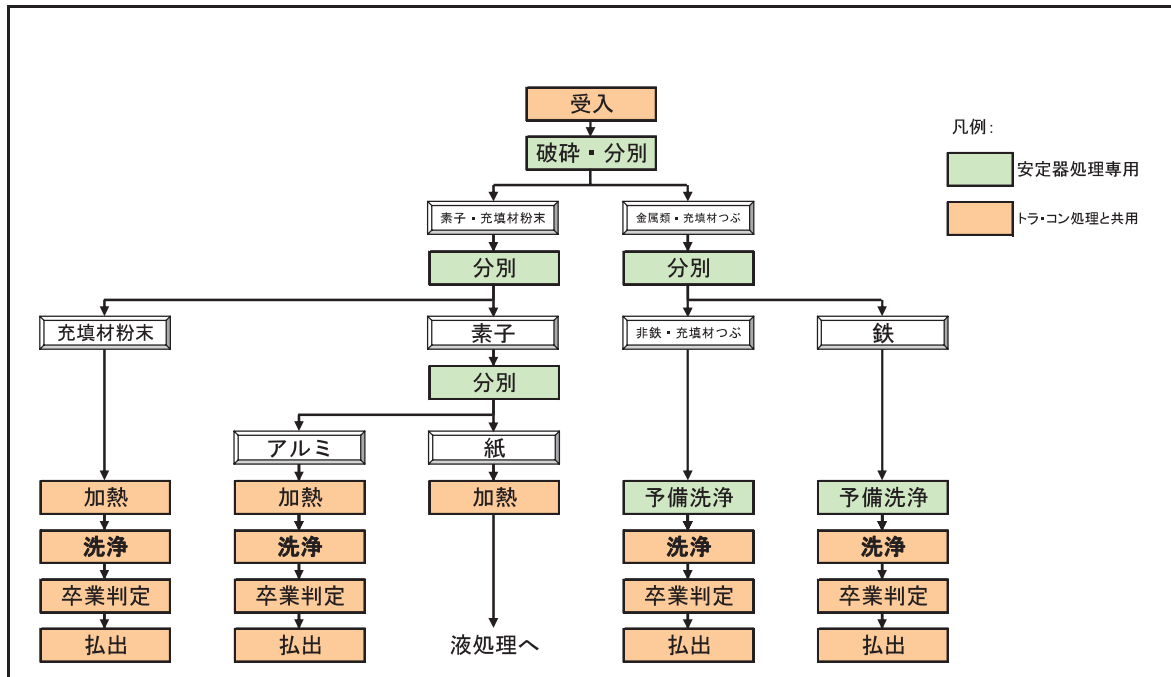 受入
凡例：
破砕・分別
安定器処理専用
素子・充填材粉末
金属類・充填材つぶ
トラ・コン処理と共用
分別
分別
充填材粉末
素子
非鉄・充填材つぶ
鉄
分別
アルミ
紙
加熱
加熱
加熱
予備洗浄
予備洗浄
洗浄
洗浄
洗浄
洗浄
卒業判定
卒業判定
卒業判定
卒業判定
払出
払出
液処理へ
払出
払出